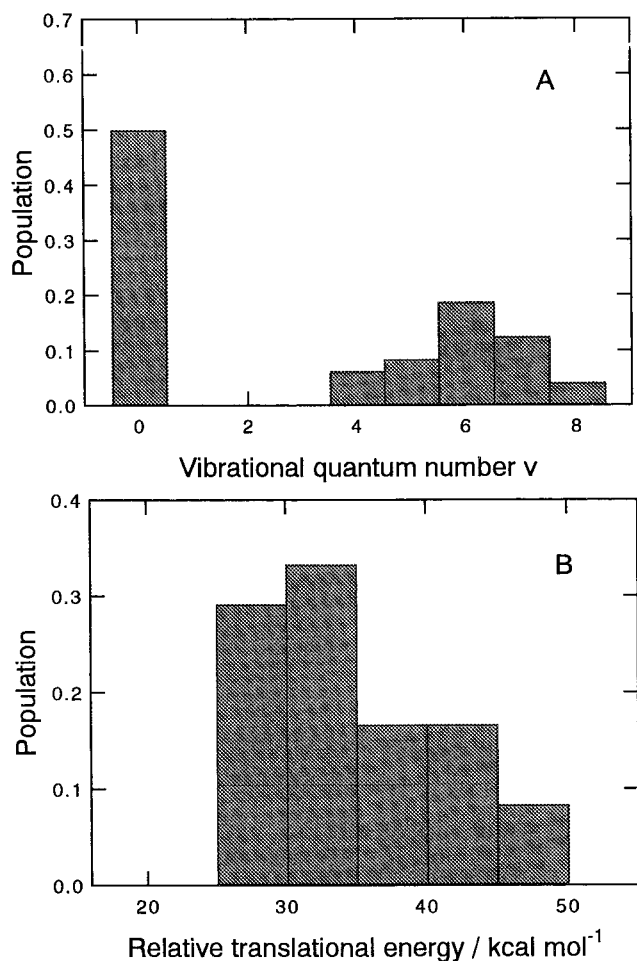 0.7
A
0.6
0.5
Population
0.4
0.3
0.2
0.1
0.0
0 2 4 6 8
Vibrational quantum number v
0.4
B
0.3
Population
0.2
0.1
0.0
20 30 40 50
Relative translational energy / kcal mol⁻¹